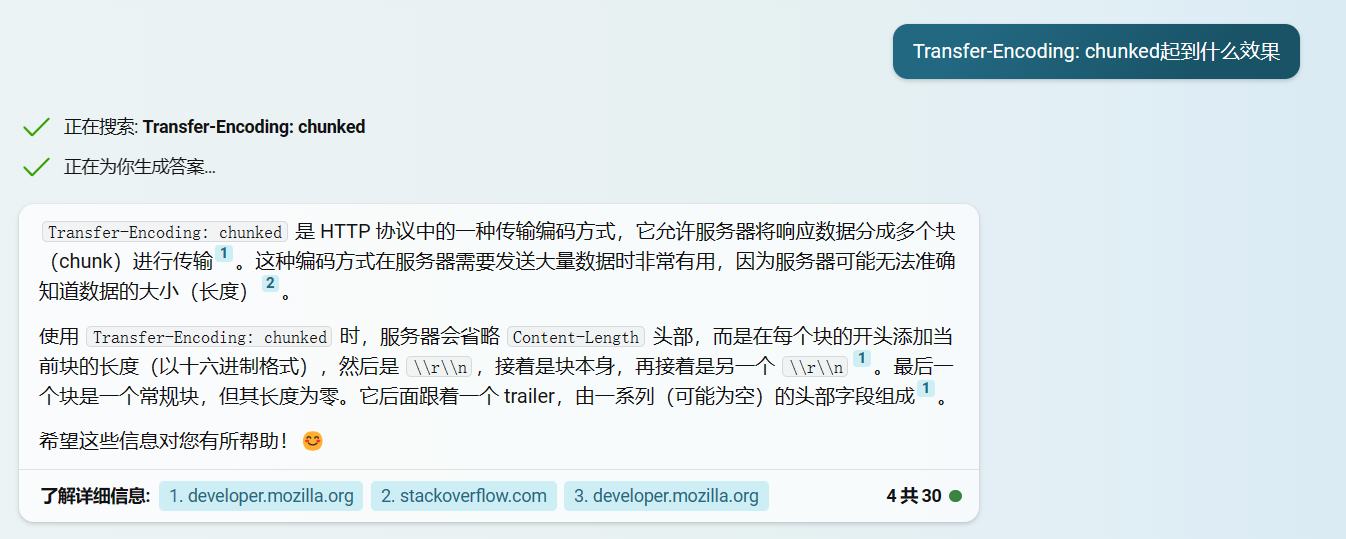 Transfer-Encoding: chunked起到什么效果
正在搜索: Transfer-Encoding: chunked
正在为你生成答案...
Transfer-Encoding: chunked 是 HTTP 协议中的一种传输编码方式，它允许服务器将响应数据分成多个块
（chunk）进行传输 1 。这种编码方式在服务器需要发送大量数据时非常有用，因为服务器可能无法准确
知道数据的大小（长度） 2 。
使用 Transfer-Encoding: chunked 时，服务器会省略 Content-Length 头部，而是在每个块的开头添加当
前块的长度（以十六进制格式），然后是 \\r\\n ，接着是块本身，再接着是另一个 \\r\\n 1 。最后一
个块是一个常规块，但其长度为零。它后面跟着一个 trailer，由一系列（可能为空）的头部字段组成 1 。
希望这些信息对您有所帮助！😊
了解详细信息: 1. developer.mozilla.org 2. stackoverflow.com 3. developer.mozilla.org 4 共 30